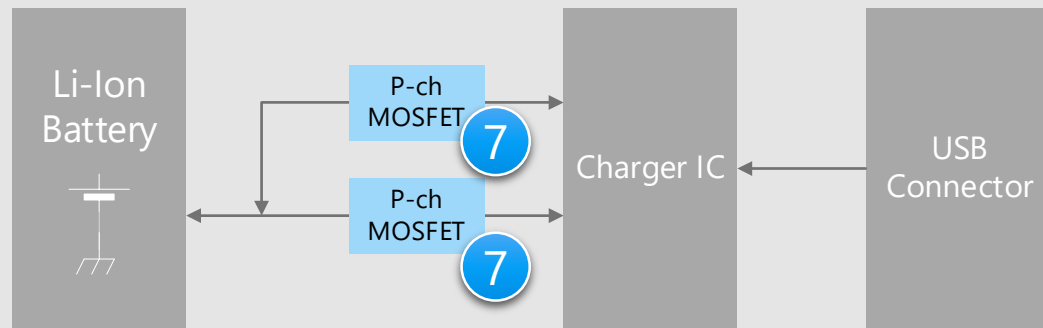 Li-Ion
Battery
P-ch
MOSFET
7
P-ch
MOSFET
7
Charger IC
USB
Connector